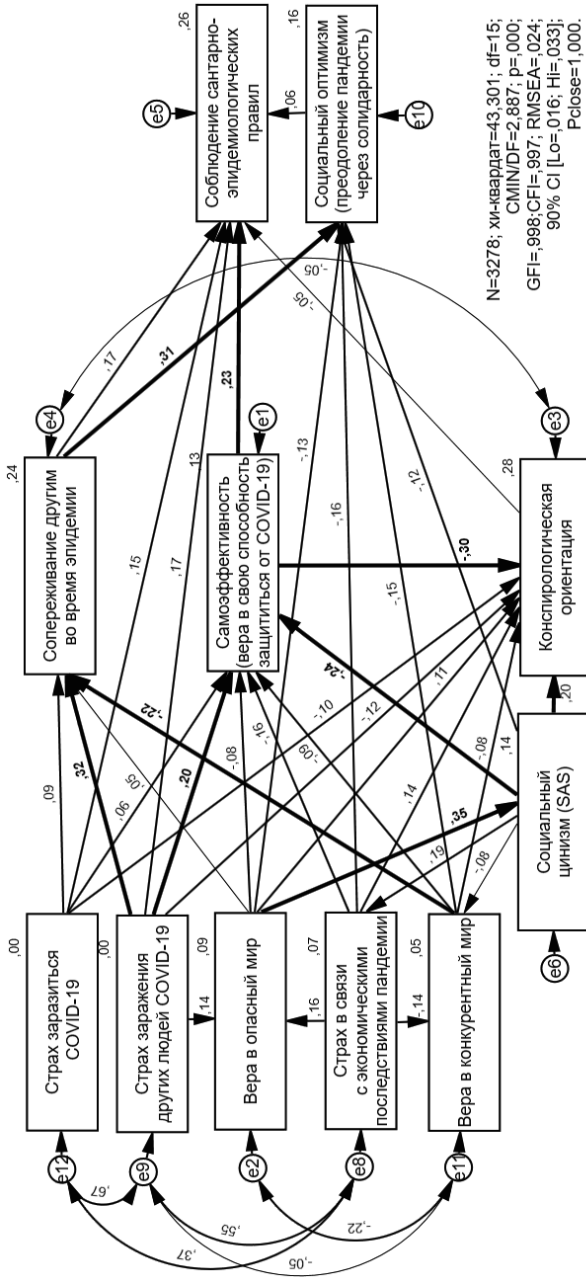 e12
Страх заразиться
COVID-19
,00
e9
Страх заражения
других людей COVID-19
,00
e2
Вера в опасный мир
,09
e8
Страх в связи
с экономическими
последствиями пандемии
,07
e11
Вера в конкурентный мир
,05
,67
,37
,55
-,05
-,22
,14
,16
-,14
e6
Социальный
цинизм (SAS)
,20
Сопереживание другим
во время эпидемии
,24
e4
Самоэффективность
(вера в свою способность
защититься от COVID-19)
e1
Конспирологическая
ориентация
,28
e3
,09
,32
,05
-,22
,06
,20
-,08
-,16
-,09
-,24
,35
,19
-,08
-,10
-,12
,11
,14
-,08
,14
-,30
,15
,17
,13
,17
,31
,23
-,13
-,16
-,15
-,12
-,05
-,05
Соблюдение сантарно-
эпидемиологических
правил
,26
e5
Социальный оптимизм
(преодоление пандемии
через солидарность)
,16
,06
e10
N=3278; хи-квардат=43,301; df=15;
CMIN/DF=2,887; p=,000;
GFI=,998;CFI=,997; RMSEA=,024;
90% CI [Lo=,016; Hi=,033];
Pclose=1,000.